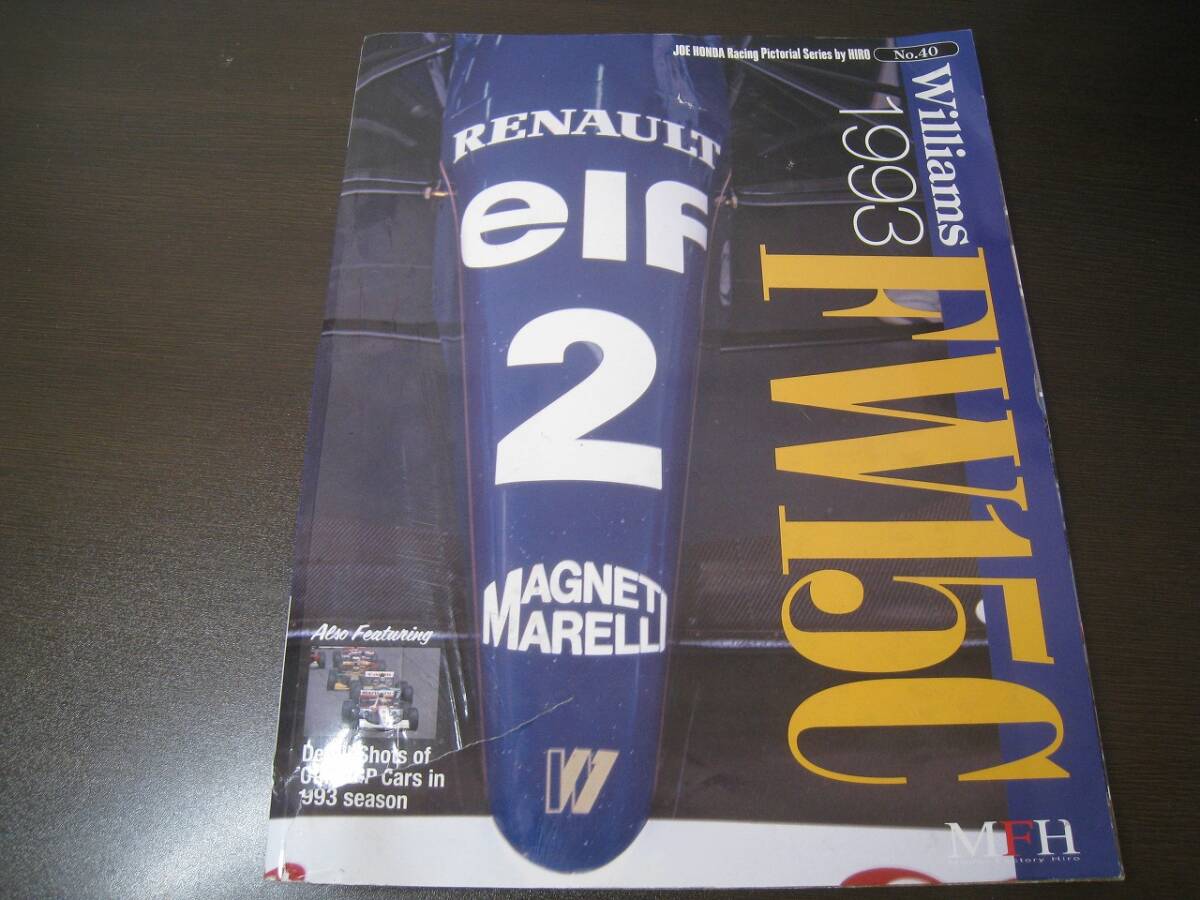 JOE HONDA Racing Pictorial Series by HIRO No.40
Williams
1993
FW15C
RENAULT
elf
2
MAGNETI
MARELLI
Also Featuring
Shots of
Cars in
993 season
MFH
Hiro